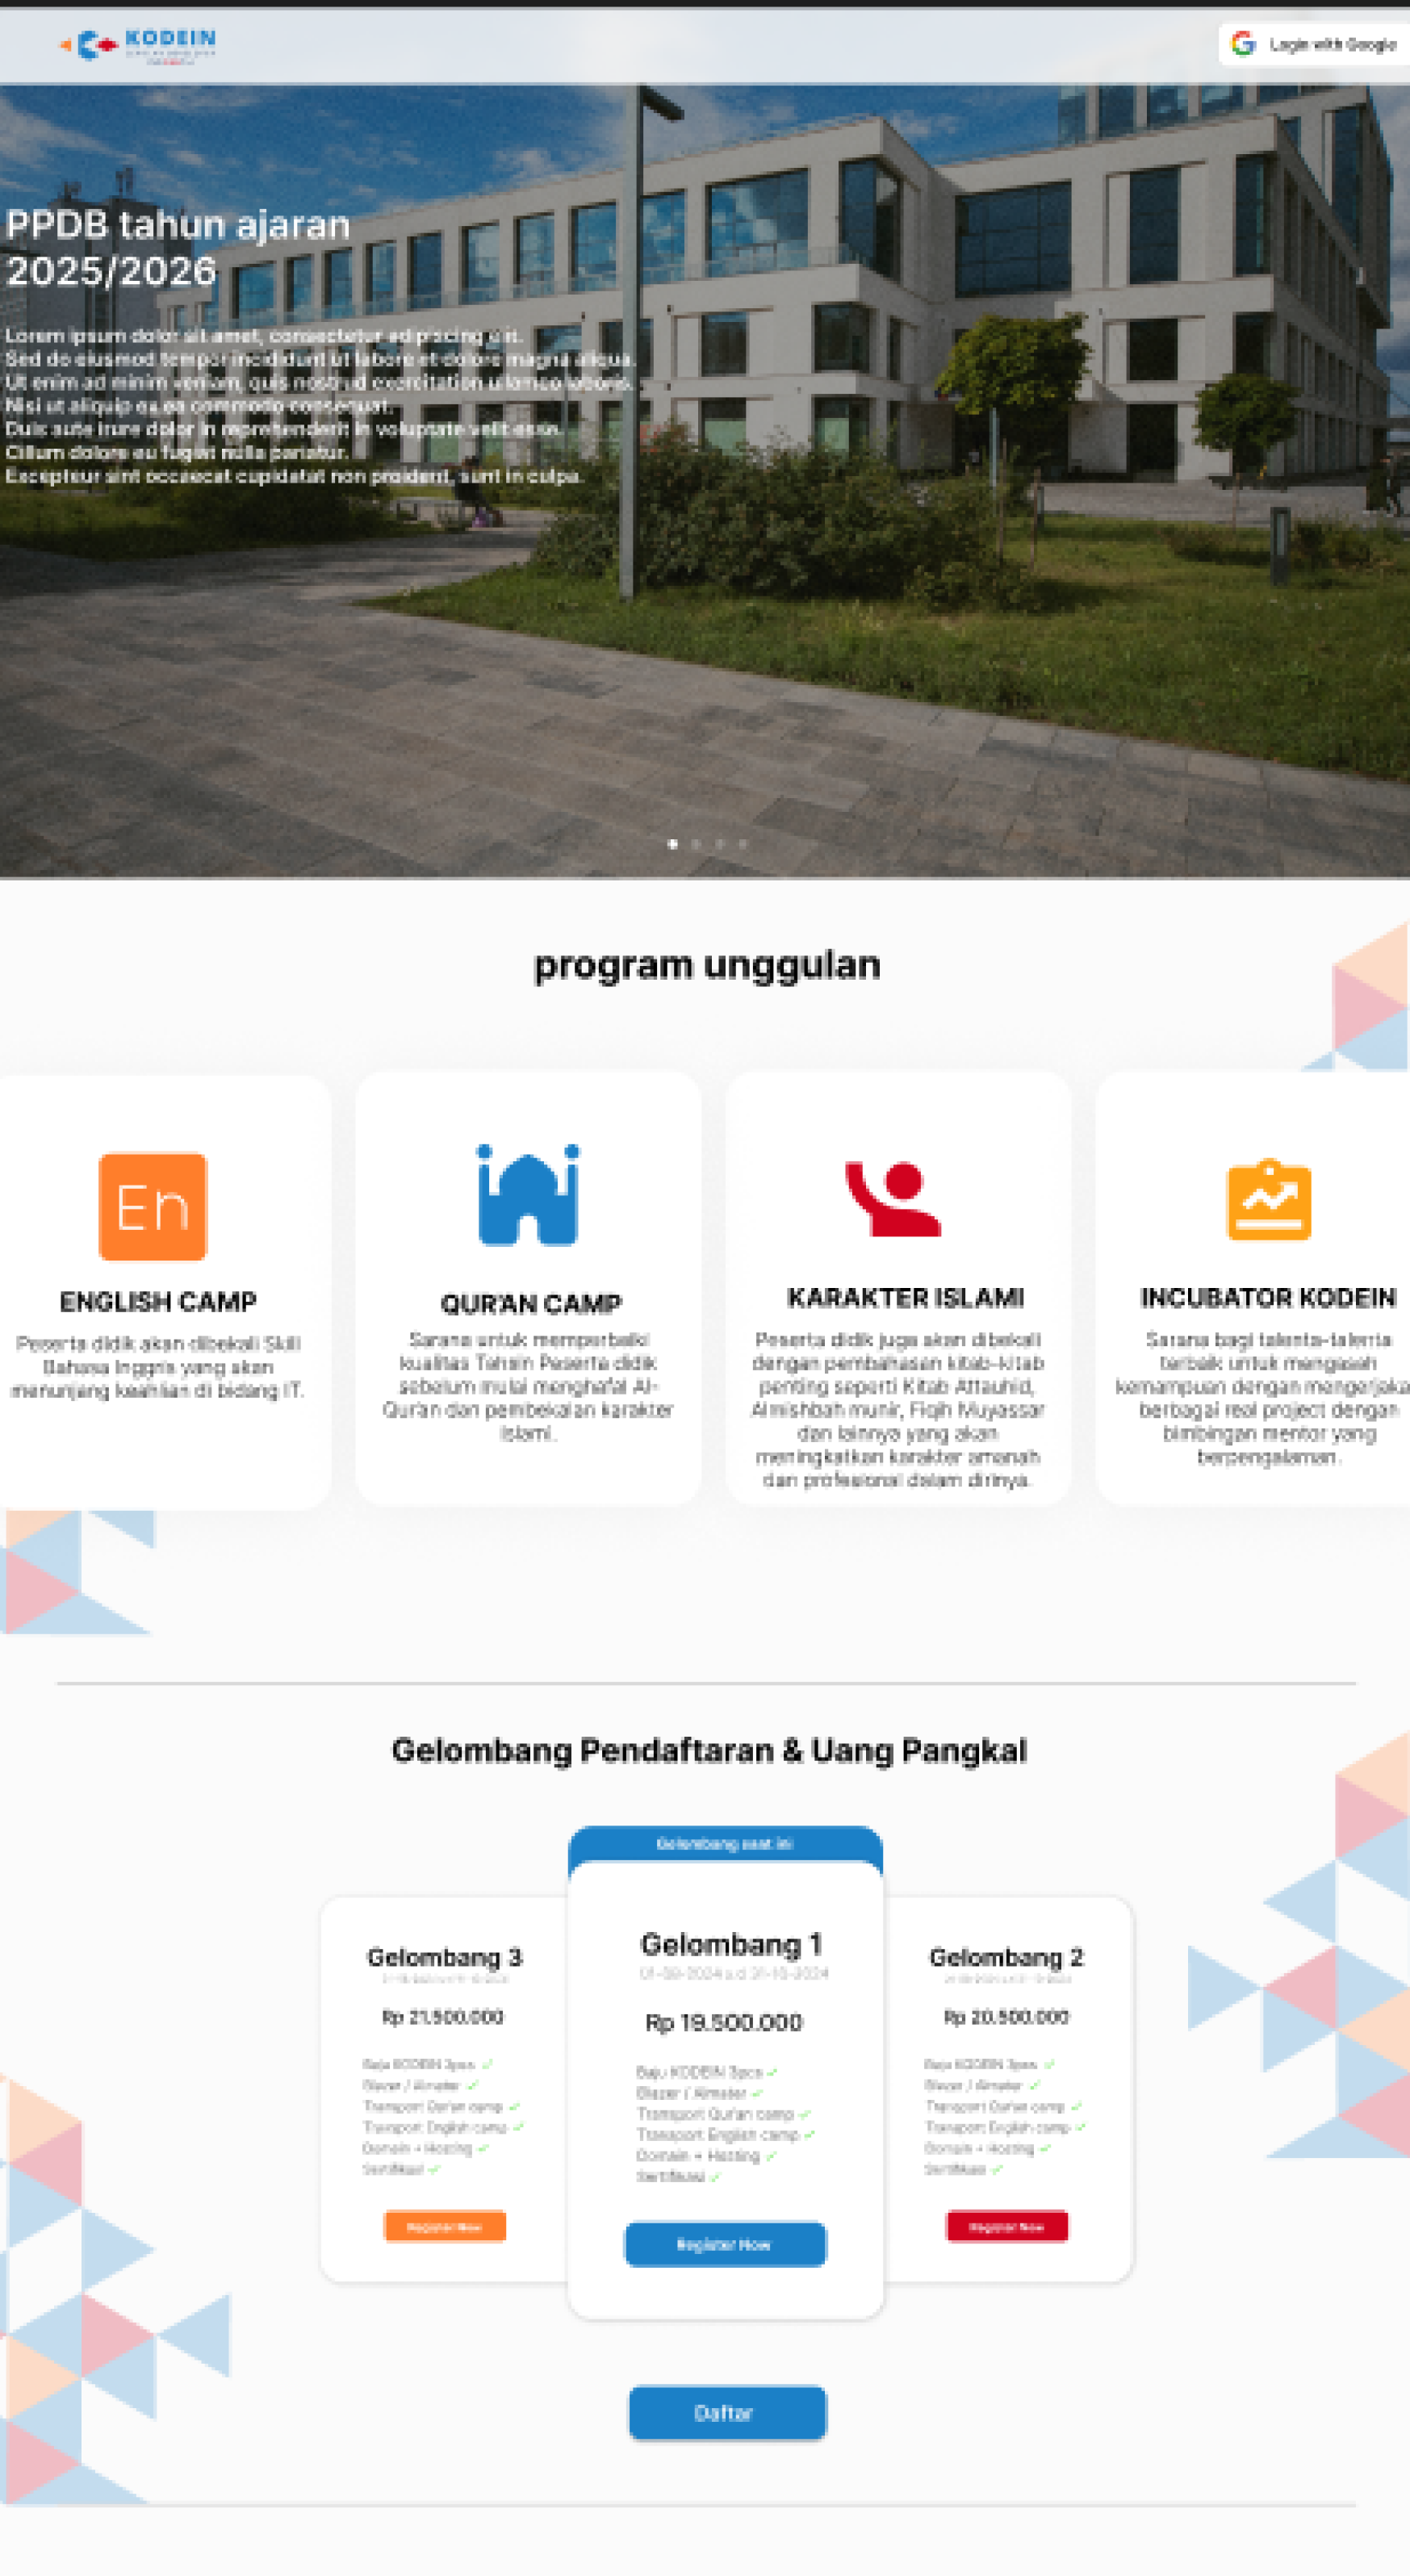 KODEIN
Login with Google
PPDB tahun ajaran
2025/2026
Lorem ipsum dolor sit amet, consectetur adipiscing elit.
Sed do eiusmod tempor incididunt ut labore et dolore magna aliqua.
Ut enim ad minim veniam, quis nostrud exercitation ullamco laboris.
Nisi ut aliquip ex ea commodo consequat.
Duis aute irure dolor in reprehenderit in voluptate velit esse.
Cillum dolore eu fugiat nulla pariatur.
Excepteur sint occaecat cupidatat non proident, sunt in culpa.
program unggulan
ENGLISH CAMP
Peserta didik akan dibekali Skill
Bahasa Inggris yang akan
menunjang keahlian di bidang IT.
QUR'AN CAMP
Sarana untuk memperbaiki
kualitas Tahsin Peserta didik
sebelum mulai menghafal Al-
Qur'an dan pembekalan karakter
Islami.
KARAKTER ISLAMI
Peserta didik juga akan dibekali
dengan pembahasan kitab-kitab
penting seperti Kitab Attauhid,
Almishbah munir, Fiqih Muyassar
dan lainnya yang akan
meningkatkan karakter amanah
dan profesional dalam dirinya.
INCUBATOR KODEIN
Sarana bagi talenta-talenta
terbaik untuk mengasah
kemampuan dengan mengerjaka
berbagai real project dengan
bimbingan mentor yang
berpengalaman.
Gelombang Pendaftaran & Uang Pangkal
Gelombang saat ini
Gelombang 3
Rp 21.500.000
Baju KODEIN 3pcs ✓
Blazer / Almater ✓
Transport Qur'an camp ✓
Transport English camp ✓
Domain + Hosting ✓
Sertifikasi ✓
Register Now
Gelombang 1
01-09-2024 s.d 31-10-2024
Rp 19.500.000
Baju KODEIN 3pcs ✓
Blazer / Almater ✓
Transport Qur'an camp ✓
Transport English camp ✓
Domain + Hosting ✓
Sertifikasi ✓
Register Now
Gelombang 2
Rp 20.500.000
Baju KODEIN 3pcs ✓
Blazer / Almater ✓
Transport Qur'an camp ✓
Transport English camp ✓
Domain + Hosting ✓
Sertifikasi ✓
Register Now
Daftar